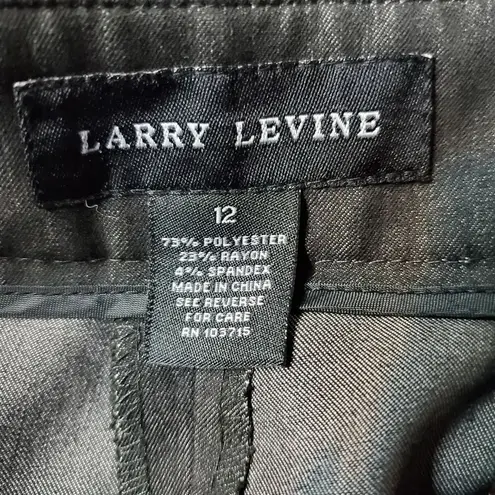 LARRY LEVINE
12
73% POLYESTER
23% RAYON
4% SPANDEX
MADE IN CHINA
SEE REVERSE
FOR CARE
RN 103715